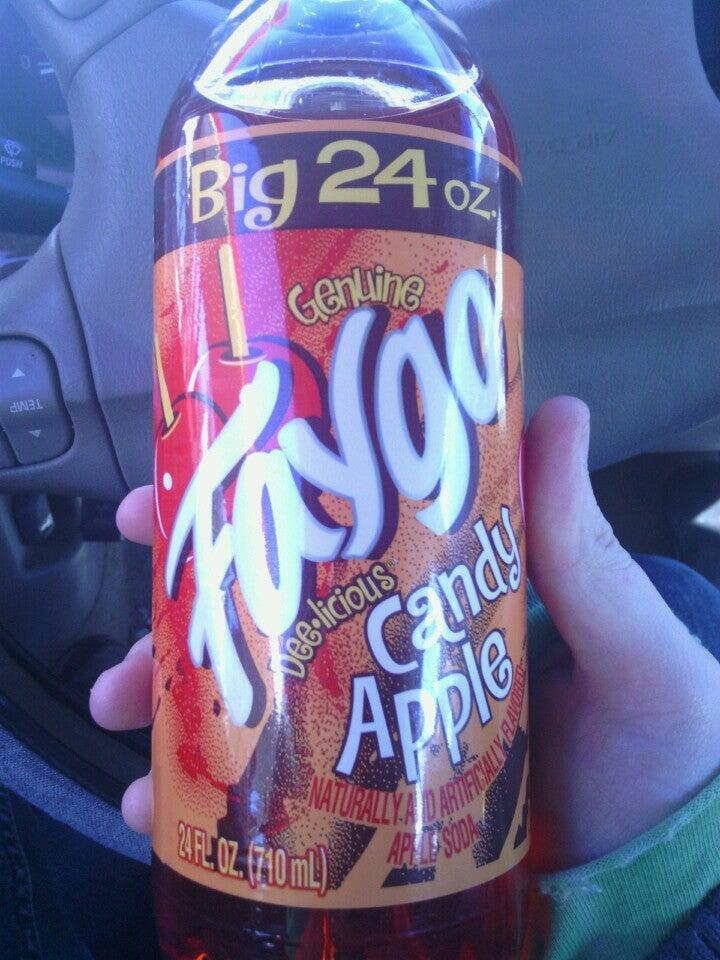 Big 24 oz.
Genuine
Faygo
Dee·licious®
Candy
Apple
NATURALLY AND ARTIFICIALLY
APPLE SODA
24 FL. OZ. (710 mL)
PUSH
TEMP